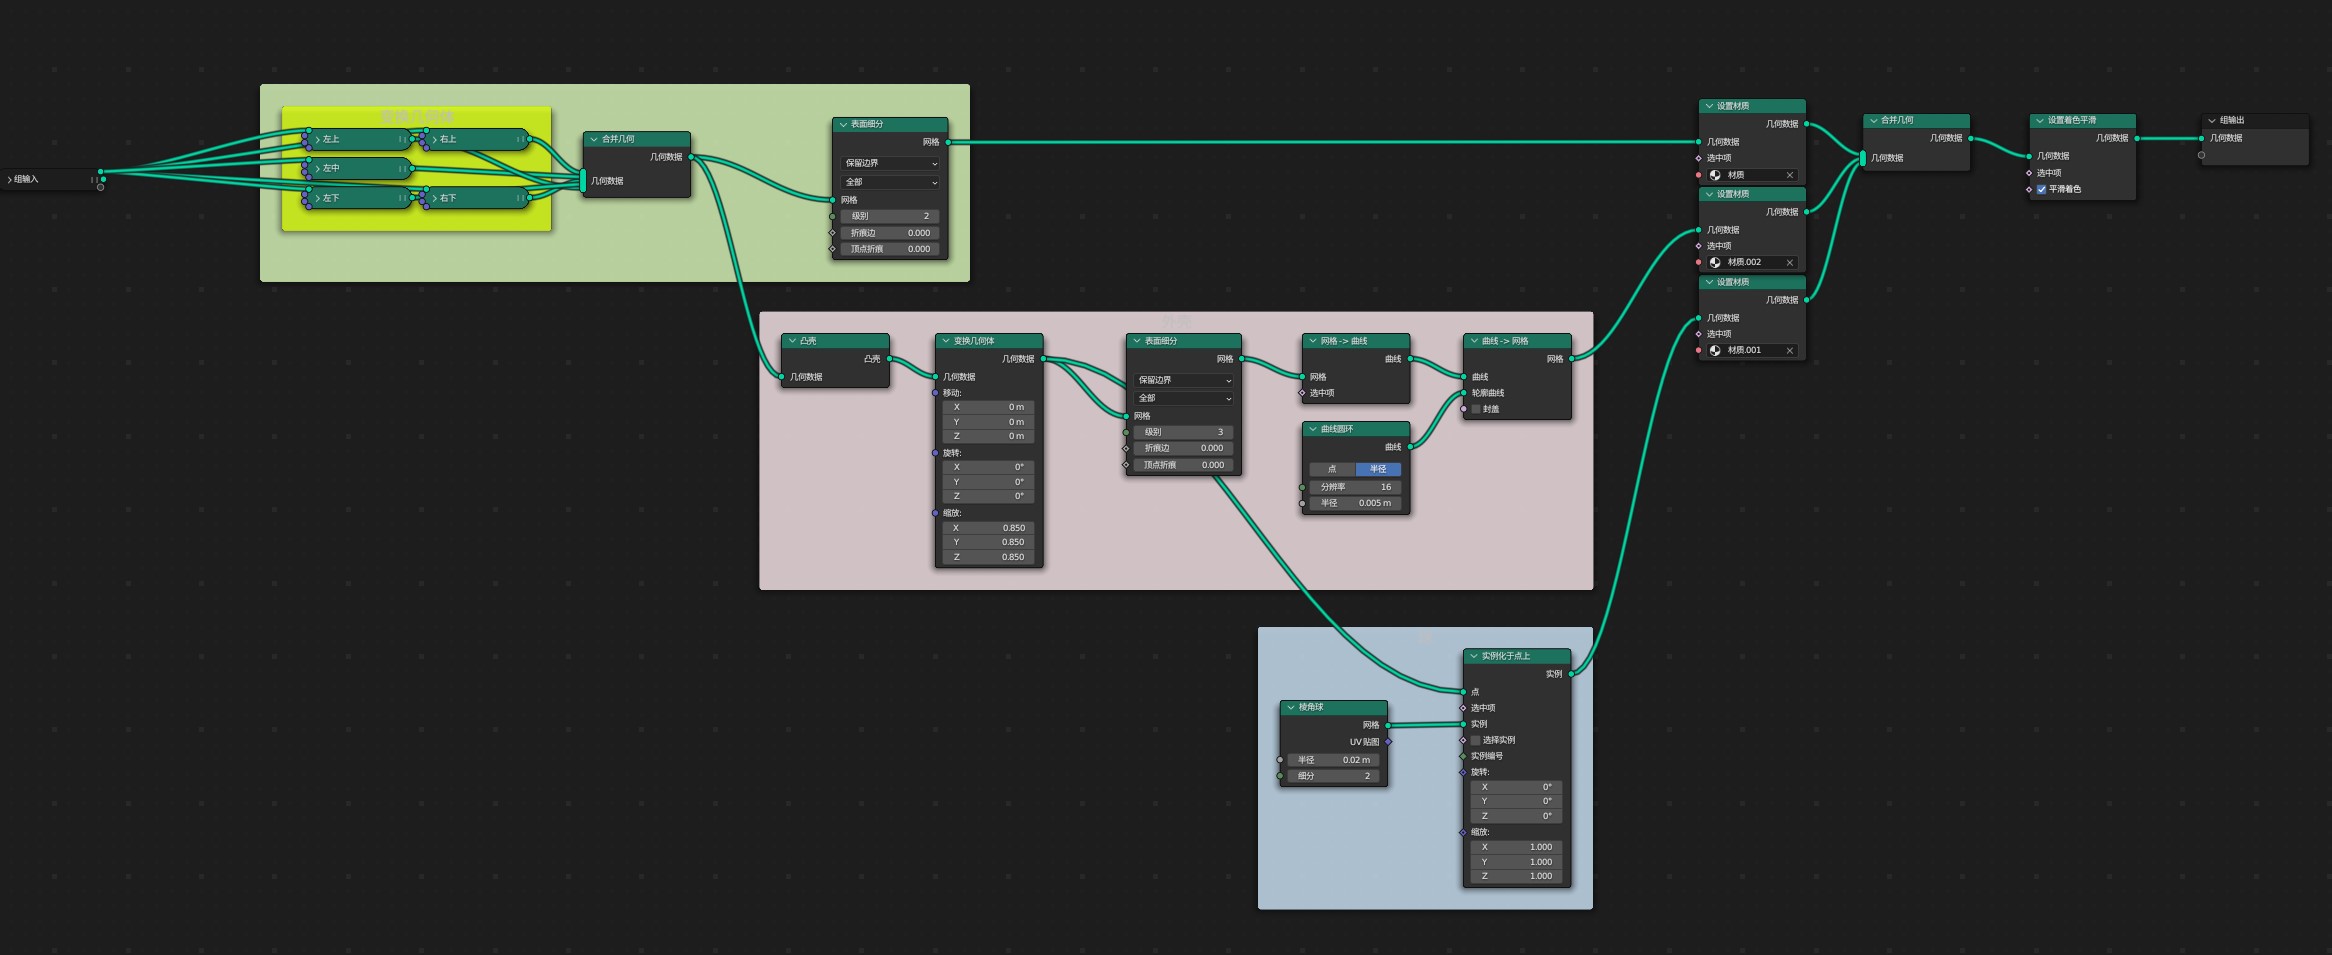 组输入
变换几何体
左上
右上
左中
左下
右下
合并几何
几何数据
几何数据
表面细分
网格
保留边界
全部
网格
级别 2
折痕边 0.000
顶点折痕 0.000
凸壳
凸壳
几何数据
变换几何体
几何数据
几何数据
移动:
X 0 m
Y 0 m
Z 0 m
旋转:
X 0°
Y 0°
Z 0°
缩放:
X 0.850
Y 0.850
Z 0.850
表面细分
网格
保留边界
全部
网格
级别 3
折痕边 0.000
顶点折痕 0.000
网格 -> 曲线
曲线
网格
选中项
曲线圆环
曲线
点 半径
分辨率 16
半径 0.005 m
曲线 -> 网格
网格
曲线
轮廓曲线
封盖
棱角球
网格
UV 贴图
半径 0.02 m
细分 2
实例化于点上
实例
点
选中项
实例
选择实例
实例编号
旋转:
X 0°
Y 0°
Z 0°
缩放:
X 1.000
Y 1.000
Z 1.000
设置材质
几何数据
几何数据
选中项
材质
设置材质
几何数据
几何数据
选中项
材质.002
设置材质
几何数据
几何数据
选中项
材质.001
合并几何
几何数据
几何数据
设置着色平滑
几何数据
几何数据
选中项
平滑着色
组输出
几何数据